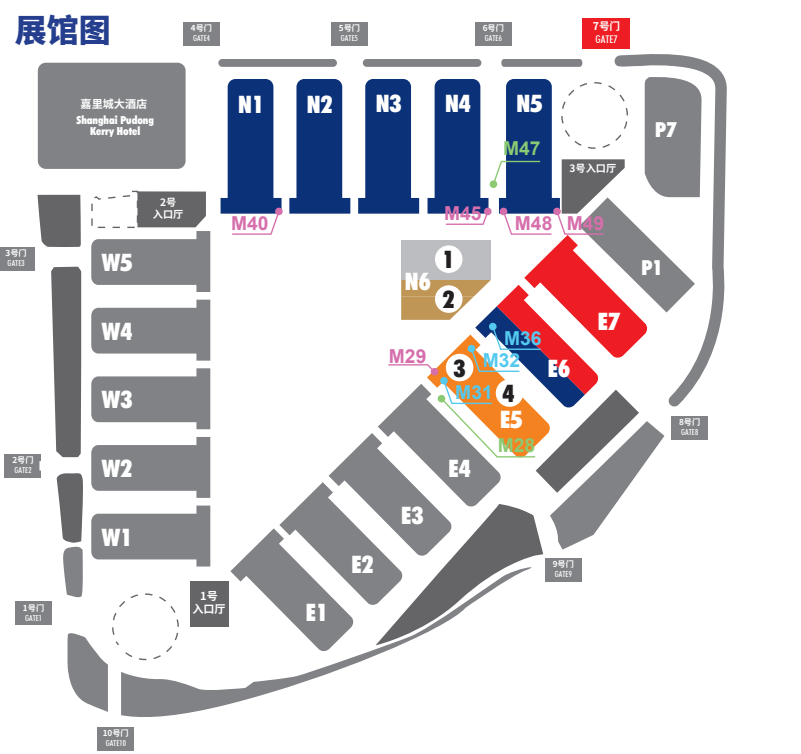 展馆图
4号门
GATE4
5号门
GATE5
6号门
GATE6
7号门
GATE7
嘉里城大酒店
Shanghai Pudong
Kerry Hotel
N1
N2
N3
N4
N5
P7
M47
3号入口厅
2号
入口厅
M40
M45
M48
M49
3号门
GATE3
W5
N6
1
2
P1
W4
E7
M36
M29
M32
3
E6
W3
M31
4
E5
8号门
GATE8
M28
2号门
GATE2
W2
E4
W1
E3
E2
9号门
GATE9
1号
入口厅
1号门
GATE1
E1
10号门
GATE10